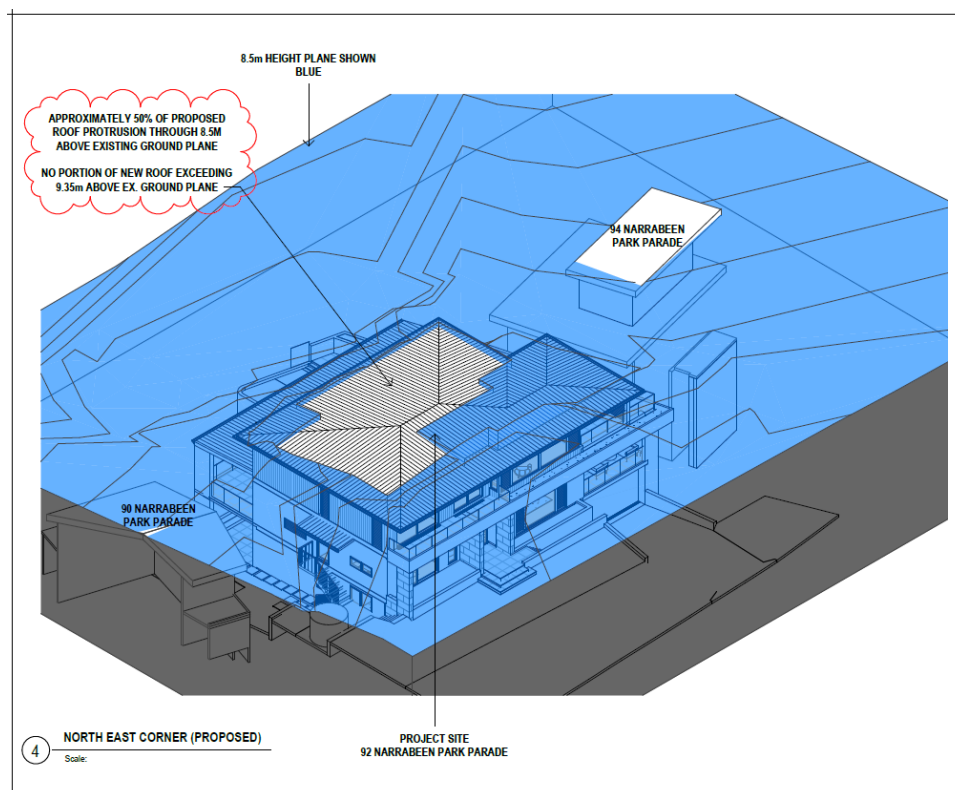 8.5m HEIGHT PLANE SHOWN
BLUE
APPROXIMATELY 50% OF PROPOSED
ROOF PROTRUSION THROUGH 8.5M
ABOVE EXISTING GROUND PLANE
NO PORTION OF NEW ROOF EXCEEDING
9.35m ABOVE EX. GROUND PLANE
94 NARRABEEN
PARK PARADE
90 NARRABEEN
PARK PARADE
PROJECT SITE
92 NARRABEEN PARK PARADE
4
NORTH EAST CORNER (PROPOSED)
Scale: